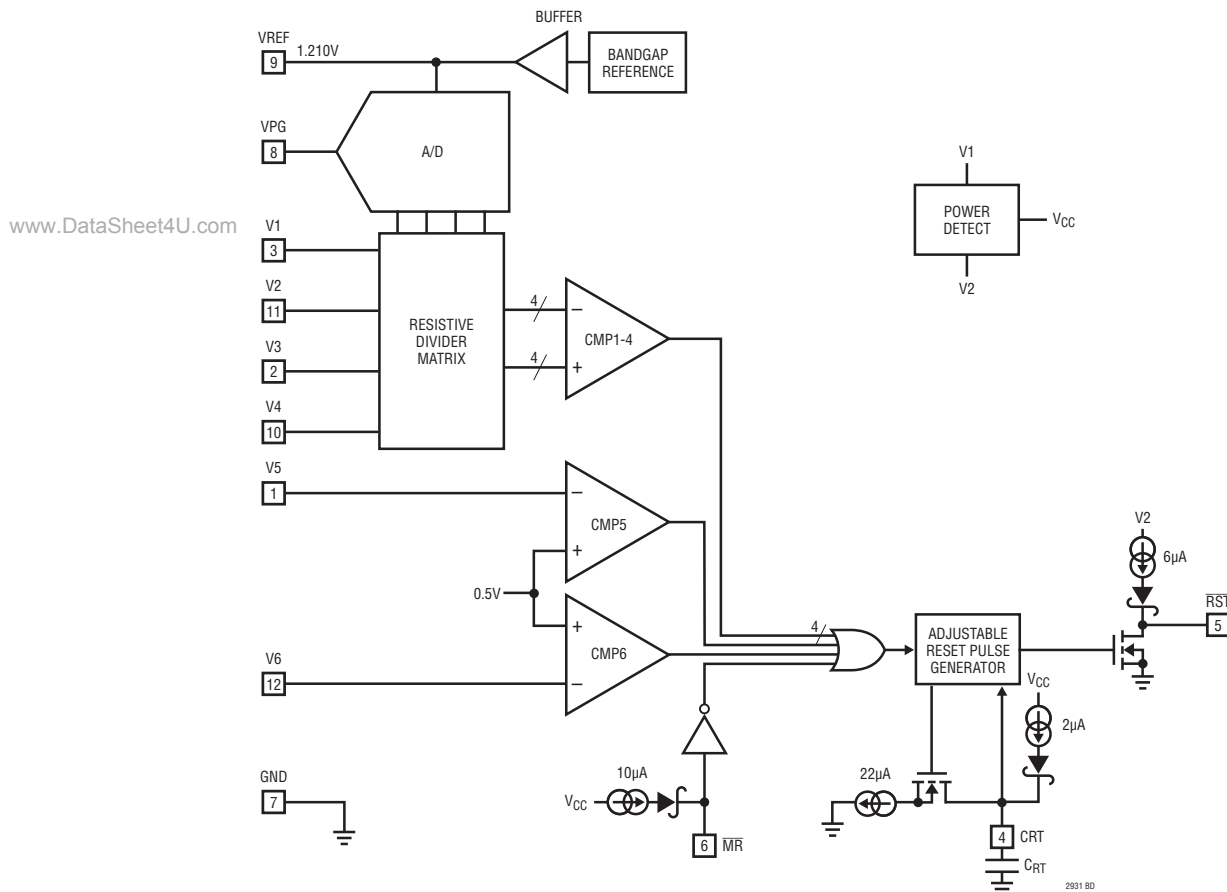 BUFFER
VREF
9
1.210V
BANDGAP
REFERENCE
VPG
8
A/D
V1
POWER
DETECT
VCC
V2
www.DataSheet4U.com
V1
3
V2
11
V3
2
V4
10
RESISTIVE
DIVIDER
MATRIX
4
4
−
+
CMP1-4
V5
1
−
+
CMP5
0.5V
+
−
CMP6
V6
12
4
ADJUSTABLE
RESET PULSE
GENERATOR
V2
6µA
RST
5
VCC
2µA
22µA
GND
7
10µA
VCC
6
MR
4
CRT
CRT
2931 BD